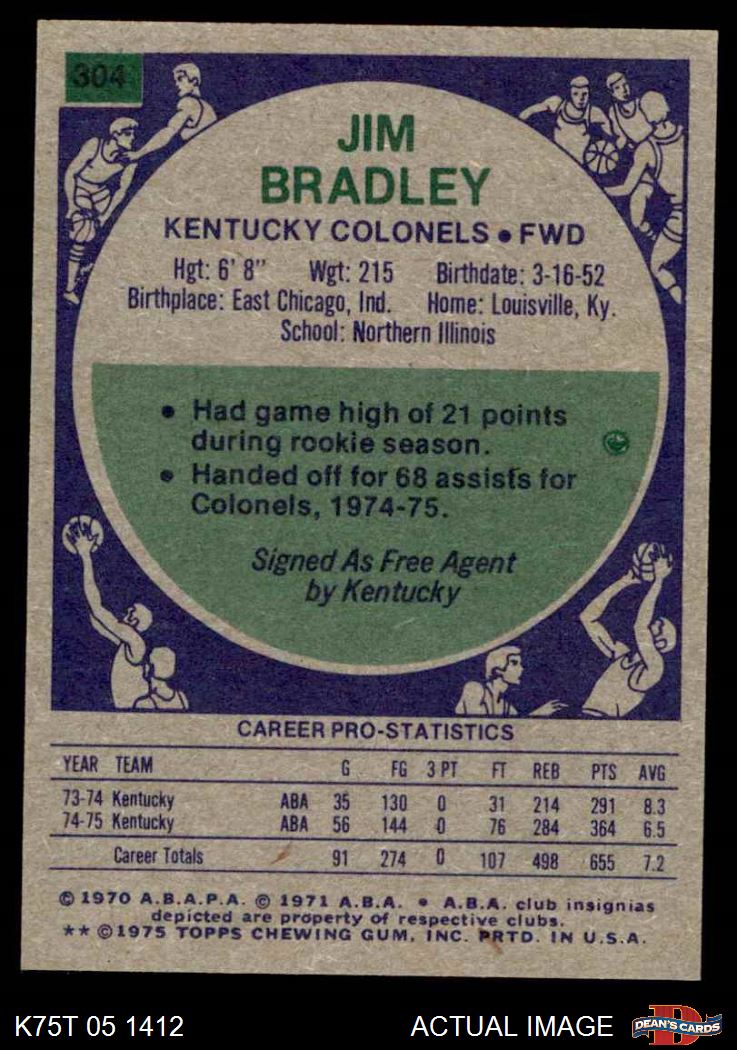 304
JIM
BRADLEY
KENTUCKY COLONELS • FWD
Hgt: 6' 8" Wgt: 215 Birthdate: 3-16-52
Birthplace: East Chicago, Ind. Home: Louisville, Ky.
School: Northern Illinois
• Had game high of 21 points
during rookie season.
• Handed off for 68 assists for
Colonels, 1974-75.
Signed As Free Agent
by Kentucky
CAREER PRO-STATISTICS
YEAR TEAM G FG 3 PT FT REB PTS AVG
73-74 Kentucky ABA 35 130 0 31 214 291 8.3
74-75 Kentucky ABA 56 144 0 76 284 364 6.5
Career Totals 91 274 0 107 498 655 7.2
© 1970 A.B.A.P.A. © 1971 A.B.A. • A.B.A. club insignias
depicted are property of respective clubs.
** © 1975 TOPPS CHEWING GUM, INC. PRTD. IN U.S.A.
K75T 05 1412 ACTUAL IMAGE DEAN'S CARDS